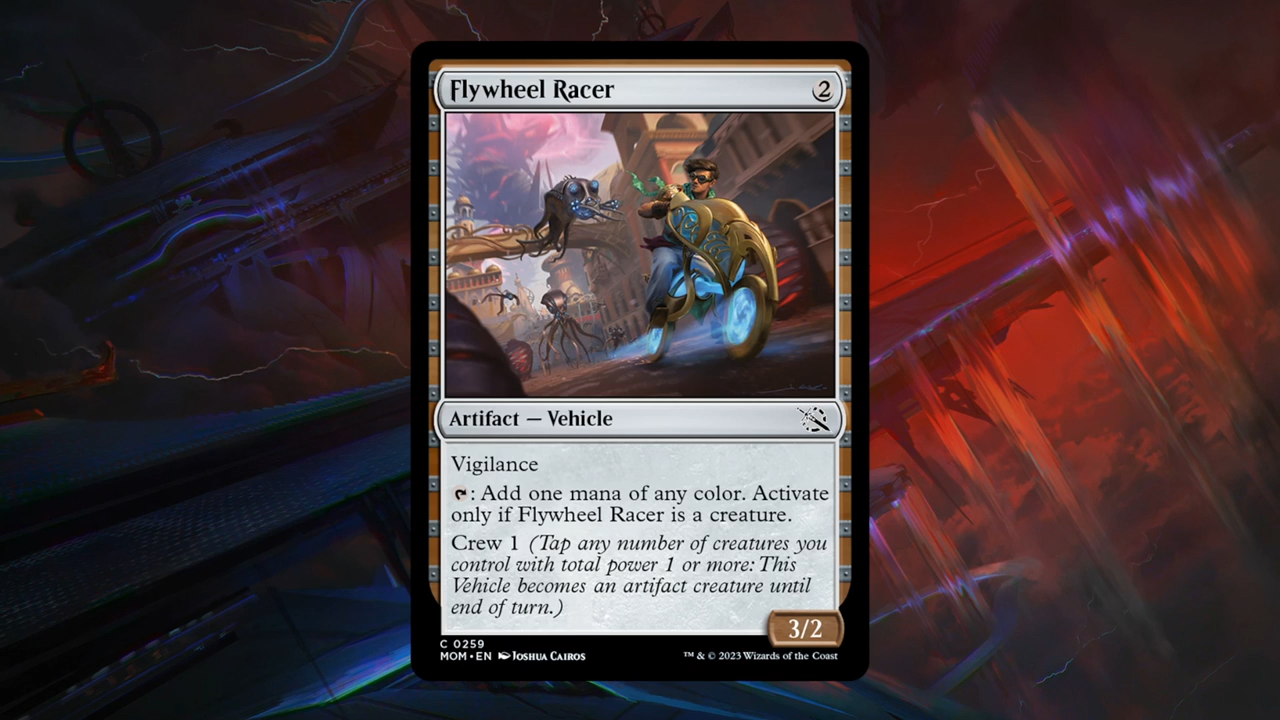 Flywheel Racer 2
Artifact — Vehicle
Vigilance
: Add one mana of any color. Activate
only if Flywheel Racer is a creature.
Crew 1 (Tap any number of creatures you
control with total power 1 or more: This
Vehicle becomes an artifact creature until
end of turn.)
3/2
C 0259
MOM • EN Joshua Cairos ™ & © 2023 Wizards of the Coast